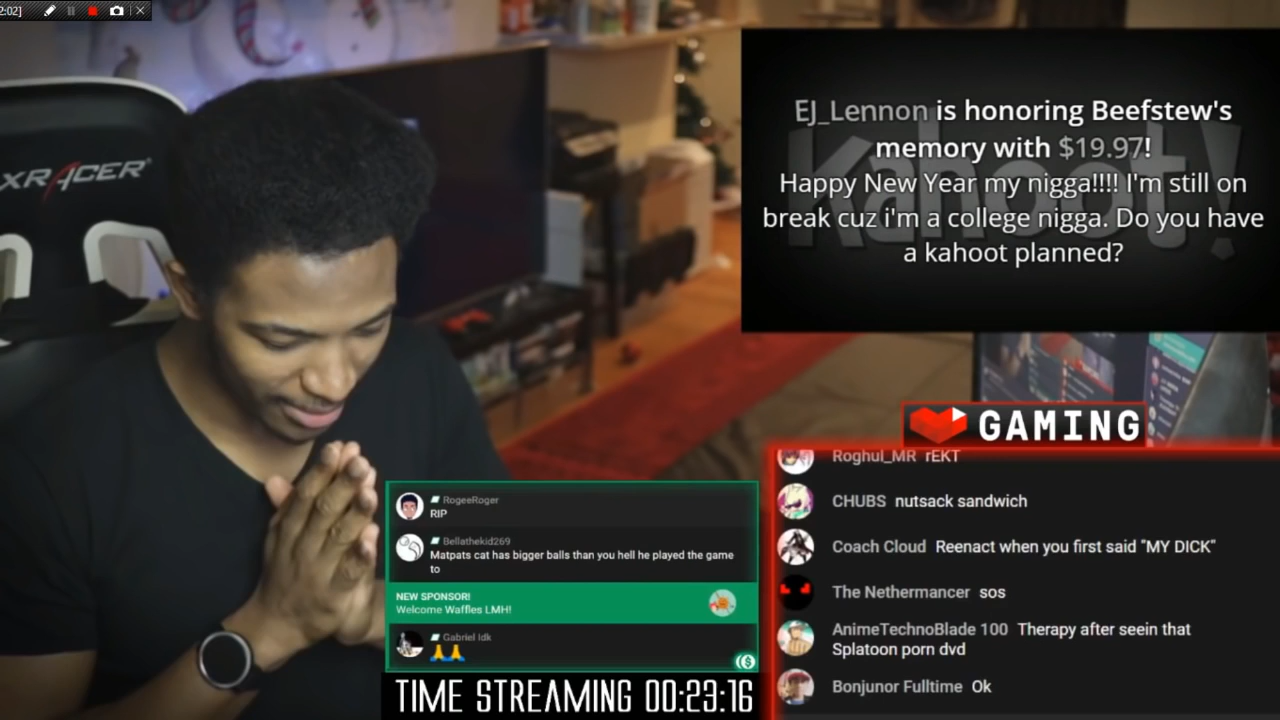 2:02]
XRACER
EJ_Lennon is honoring Beefstew's
memory with $19.97!
Happy New Year my nigga!!!! I'm still on
break cuz i'm a college nigga. Do you have
a kahoot planned?
kahoot!
GAMING
RogeeRoger
RIP
Bellathekid269
Matpats cat has bigger balls than you hell he played the game
to
NEW SPONSOR!
Welcome Waffles LMH!
Gabriel Idk
🙏🙏
TIME STREAMING 00:23:16
Roghul_MR rEKT
CHUBS nutsack sandwich
Coach Cloud Reenact when you first said "MY DICK"
The Nethermancer sos
AnimeTechnoBlade 100 Therapy after seein that
Splatoon porn dvd
Bonjunor Fulltime Ok